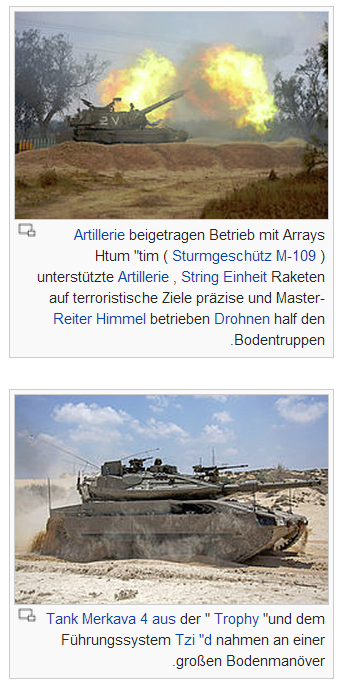 Artillerie beigetragen Betrieb mit Arrays
Htum "tim ( Sturmgeschütz M-109 )
unterstützte Artillerie , String Einheit Raketen
auf terroristische Ziele präzise und Master-
Reiter Himmel betrieben Drohnen half den
.Bodentruppen
Tank Merkava 4 aus der " Trophy "und dem
Führungssystem Tzi "d nahmen an einer
.großen Bodenmanöver